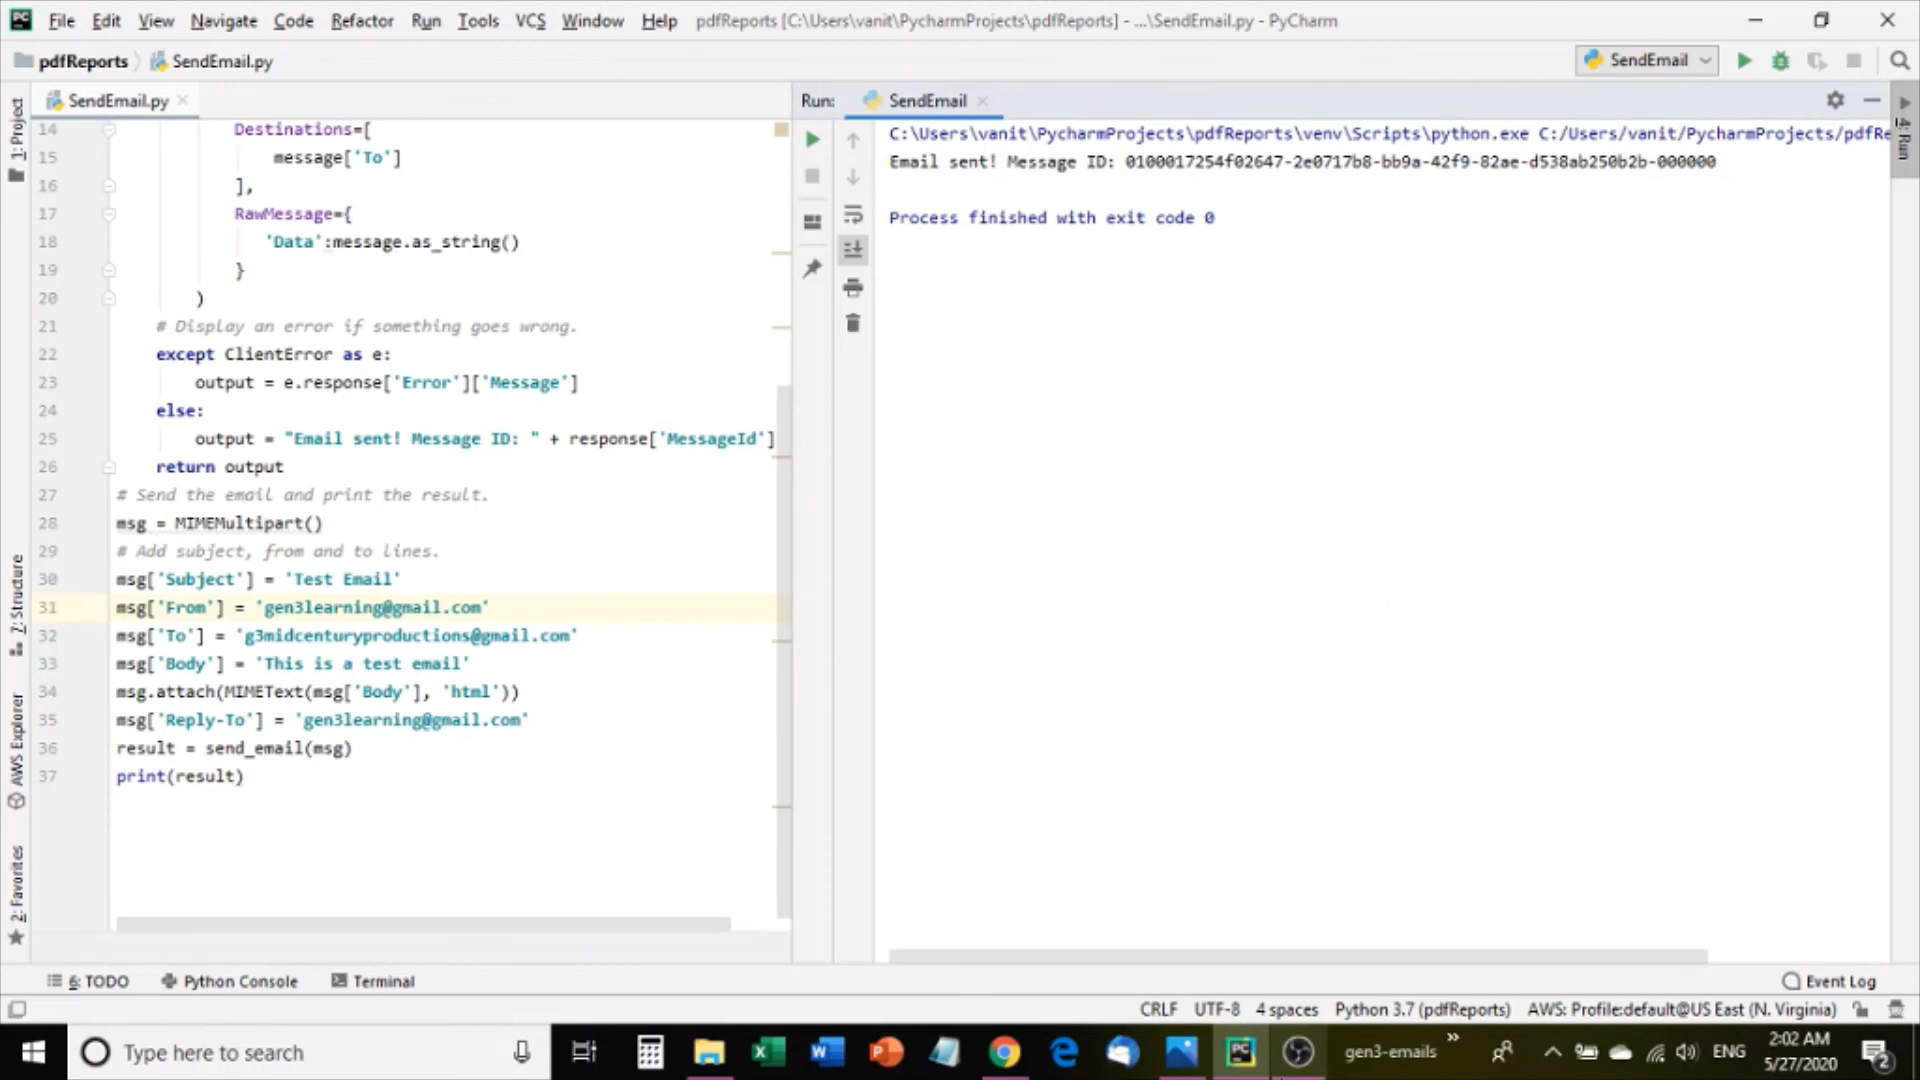 File Edit View Navigate Code Refactor Run Tools VCS Window Help pdfReports [C:\Users\vanit\PycharmProjects\pdfReports] - ...\SendEmail.py - PyCharm
pdfReports SendEmail.py SendEmail
SendEmail.py
14 Destinations=[
15 message['To']
16 ],
17 RawMessage={
18 'Data':message.as_string()
19 }
20 )
21 # Display an error if something goes wrong.
22 except ClientError as e:
23 output = e.response['Error']['Message']
24 else:
25 output = "Email sent! Message ID: " + response['MessageId']
26 return output
27 # Send the email and print the result.
28 msg = MIMEMultipart()
29 # Add subject, from and to lines.
30 msg['Subject'] = 'Test Email'
31 msg['From'] = 'gen3learning@gmail.com'
32 msg['To'] = 'g3midcenturyproductions@gmail.com'
33 msg['Body'] = 'This is a test email'
34 msg.attach(MIMEText(msg['Body'], 'html'))
35 msg['Reply-To'] = 'gen3learning@gmail.com'
36 result = send_email(msg)
37 print(result)
Run: SendEmail
C:\Users\vanit\PycharmProjects\pdfReports\venv\Scripts\python.exe C:/Users/vanit/PycharmProjects/pdfRe
Email sent! Message ID: 0100017254f02647-2e0717b8-bb9a-42f9-82ae-d538ab250b2b-000000
Process finished with exit code 0
1: Project
7: Structure
AWS Explorer
2: Favorites
4: Run
6: TODO Python Console Terminal Event Log
CRLF UTF-8 4 spaces Python 3.7 (pdfReports) AWS: Profile:default@US East (N. Virginia)
Type here to search
gen3-emails
ENG
2:02 AM
5/27/2020
2